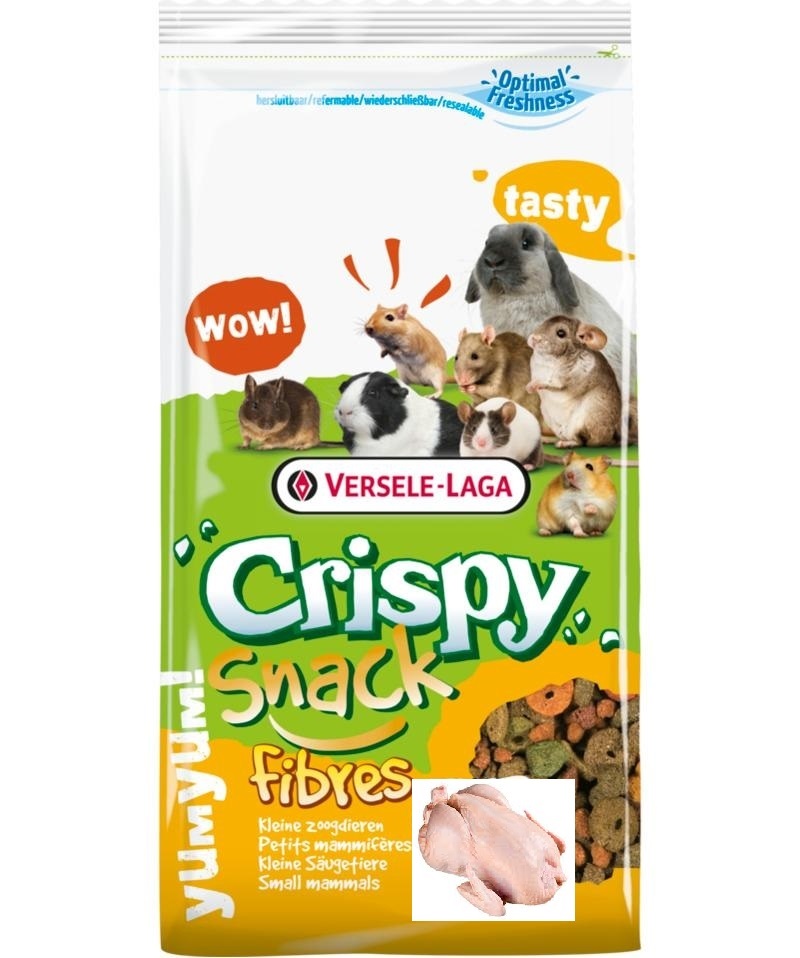 Optimal
Freshness
hersluitbaar/refermable/wiederschließbar/resealable
tasty
wow!
VERSELE-LAGA
Crispy
Snack
fibres
yumyum!
Kleine zoogdieren
Petits mammifères
Kleine Säugetiere
Small mammals